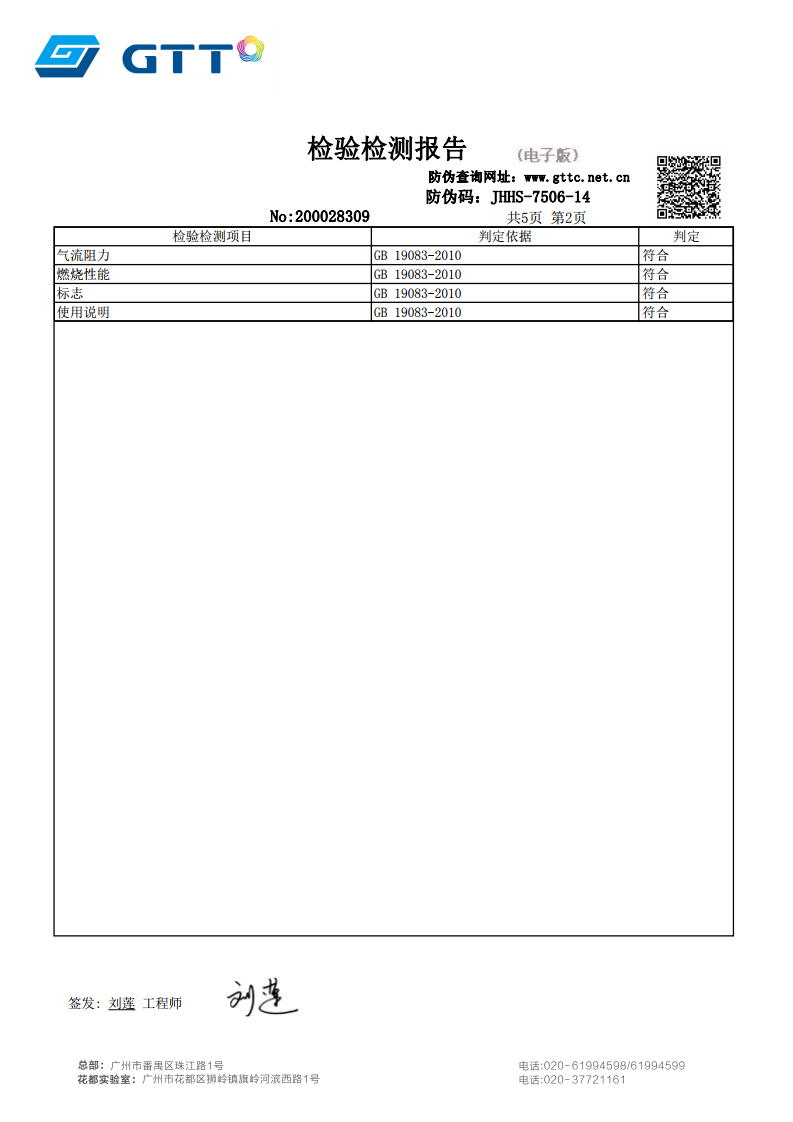 GTT
检验检测报告 (电子版)
防伪查询网址：www.gttc.net.cn
防伪码：JHHS-7506-14
No:200028309 共5页 第2页
检验检测项目 判定依据 判定
气流阻力 GB 19083-2010 符合
燃烧性能 GB 19083-2010 符合
标志 GB 19083-2010 符合
使用说明 GB 19083-2010 符合
签发: 刘莲 工程师 刘莲
总部：广州市番禺区珠江路1号 电话:020-61994598/61994599
花都实验室：广州市花都区狮岭镇旗岭河滨西路1号 电话:020-37721161